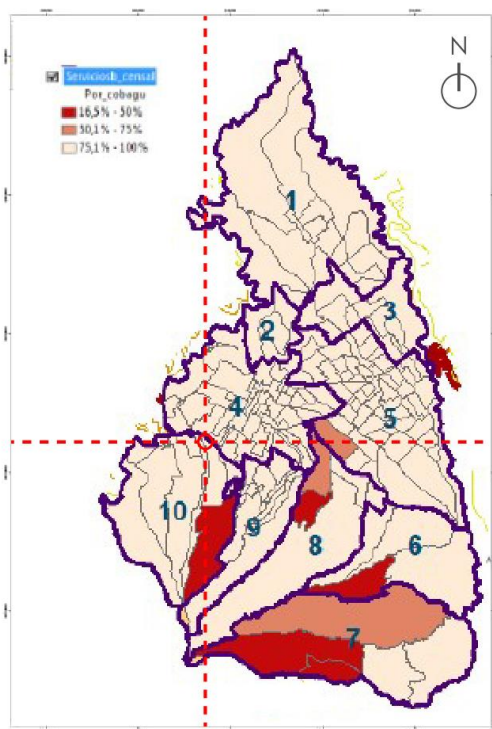 N
Serviciosb_censal
Por_cobagu
16,5% - 50%
50,1% - 75%
75,1% - 100%
1
2
3
4
5
10
9
8
6
7